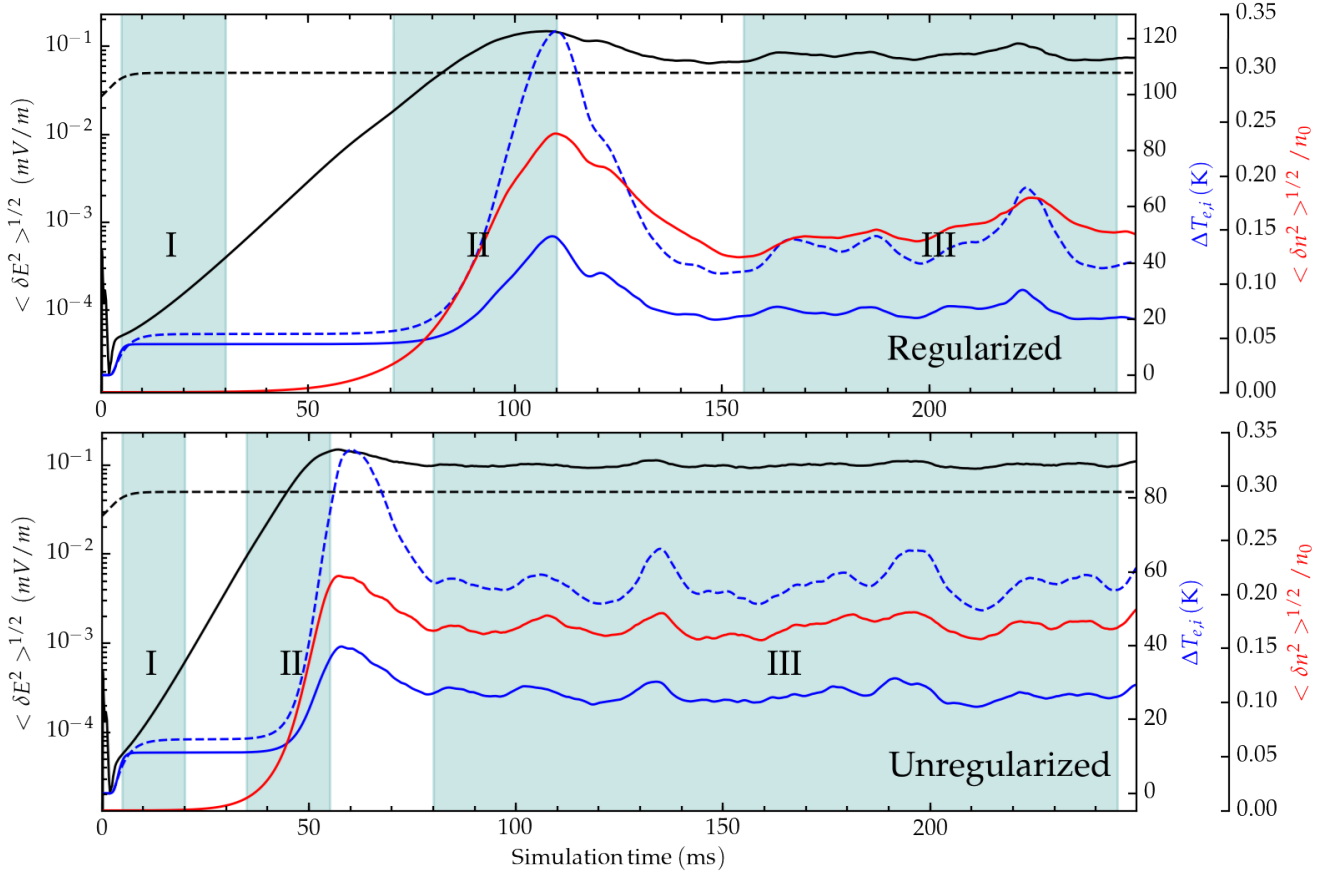 < δE² >^{1/2} (mV/m)
10⁻¹
10⁻²
10⁻³
10⁻⁴
I
II
III
Regularized
0 50 100 150 200
120
100
80
60
40
20
0
ΔT_{e,i} (K)
0.35
0.30
0.25
0.20
0.15
0.10
0.05
0.00
< δn² >^{1/2} /n₀
< δE² >^{1/2} (mV/m)
10⁻¹
10⁻²
10⁻³
10⁻⁴
I
II
III
Unregularized
0 50 100 150 200
Simulation time (ms)
80
60
40
20
0
ΔT_{e,i} (K)
0.35
0.30
0.25
0.20
0.15
0.10
0.05
0.00
< δn² >^{1/2} /n₀